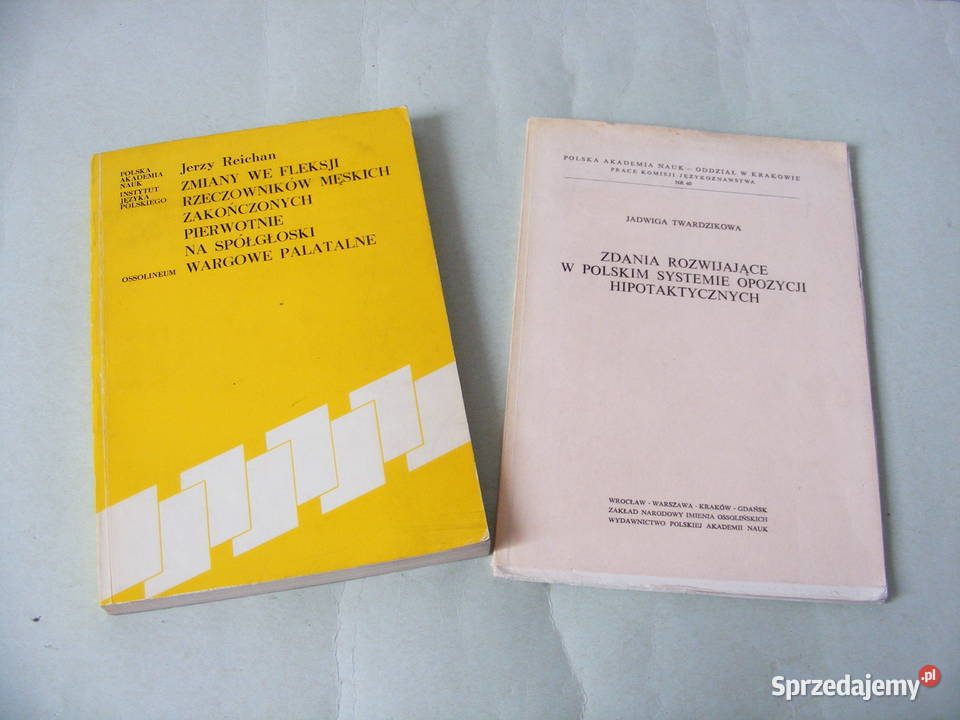 POLSKA
AKADEMIA
NAUK
INSTYTUT
JĘZYKA
POLSKIEGO
Jerzy Reichan
ZMIANY WE FLEKSJI
RZECZOWNIKÓW MĘSKICH
ZAKOŃCZONYCH
PIERWOTNIE
NA SPÓŁGŁOSKI
WARGOWE PALATALNE
OSSOLINEUM
POLSKA AKADEMIA NAUK – ODDZIAŁ W KRAKOWIE
PRACE KOMISJI JĘZYKOZNAWSTWA
NR 40
JADWIGA TWARDZIKOWA
ZDANIA ROZWIJAJĄCE
W POLSKIM SYSTEMIE OPOZYCJI
HIPOTAKTYCZNYCH
WROCŁAW · WARSZAWA · KRAKÓW · GDAŃSK
ZAKŁAD NARODOWY IMIENIA OSSOLIŃSKICH
WYDAWNICTWO POLSKIEJ AKADEMII NAUK
Sprzedajemy.pl